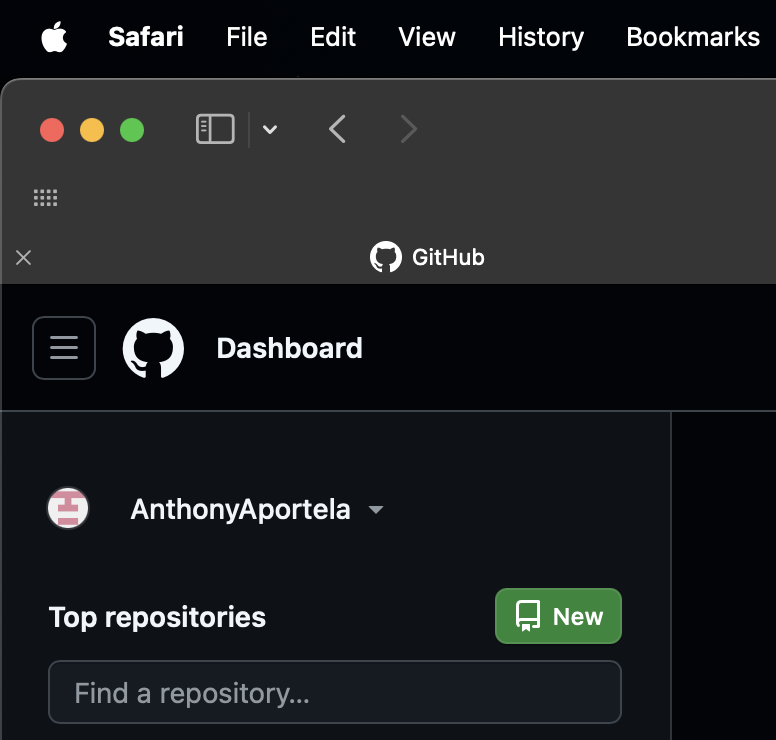 Safari File Edit View History Bookmarks
GitHub
Dashboard
AnthonyAportela
Top repositories New
Find a repository...